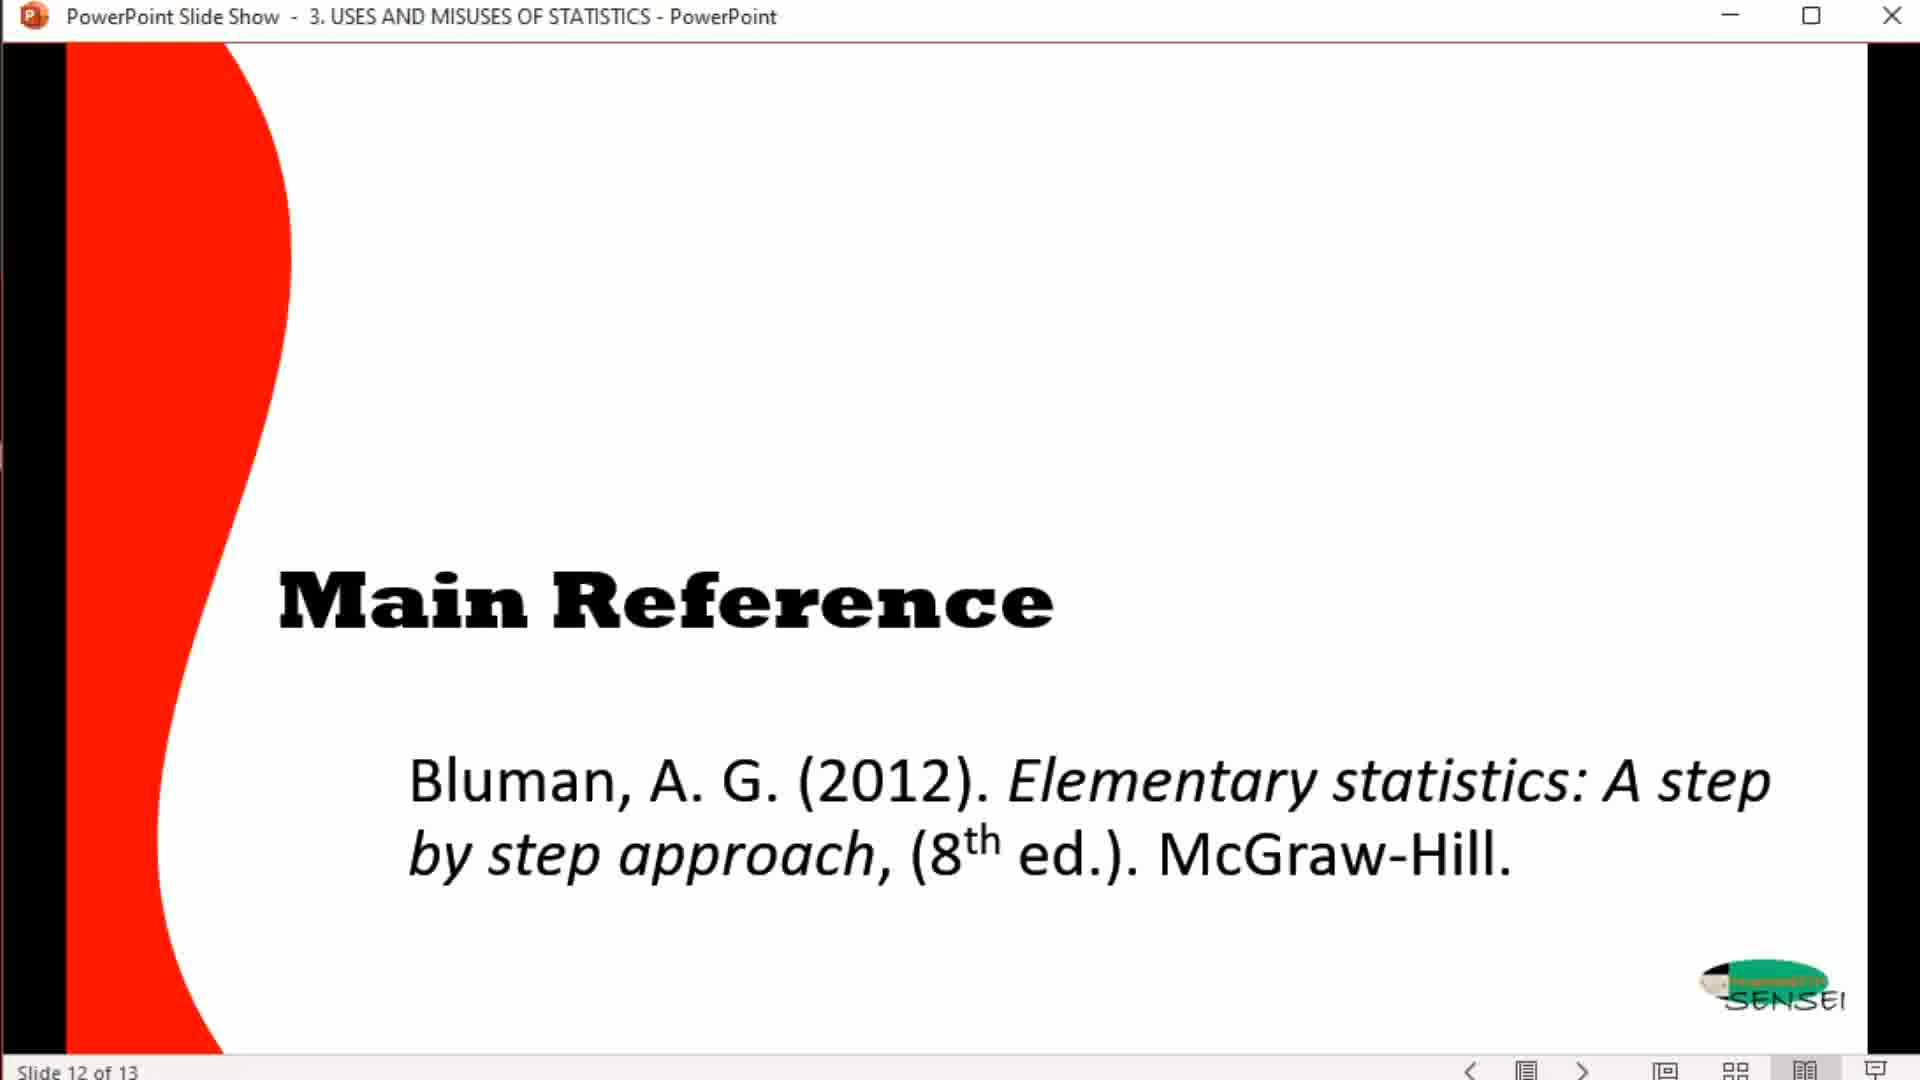 PowerPoint Slide Show - 3. USES AND MISUSES OF STATISTICS - PowerPoint
Main Reference
Bluman, A. G. (2012). Elementary statistics: A step
by step approach, (8th ed.). McGraw-Hill.
SENSEI
Slide 12 of 13